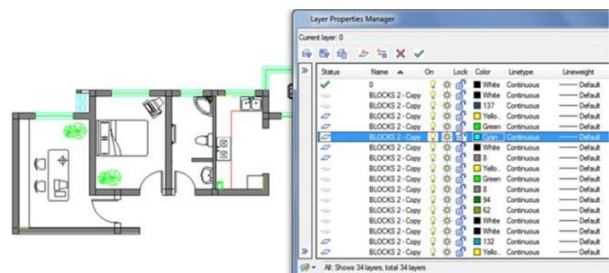 Layer Properties Manager
Current layer: 0
Status Name On Lock Color Linetype Lineweight
0 White Continuous Default
BLOCKS 2 - Copy White Continuous Default
BLOCKS 2 - Copy 137 Continuous Default
BLOCKS 2 - Copy Yello... Continuous Default
BLOCKS 2 - Copy Green Continuous Default
BLOCKS 2 - Copy Cyan Continuous Default
BLOCKS 2 - Copy White Continuous Default
BLOCKS 2 - Copy 8 Continuous Default
BLOCKS 2 - Copy Yello... Continuous Default
BLOCKS 2 - Copy Green Continuous Default
BLOCKS 2 - Copy 8 Continuous Default
BLOCKS 2 - Copy 94 Continuous Default
BLOCKS 2 - Copy 62 Continuous Default
BLOCKS 2 - Copy White Continuous Default
BLOCKS 2 - Copy White Continuous Default
BLOCKS 2 - Copy 132 Continuous Default
BLOCKS 2 - Copy Yello... Continuous Default
All: Shows 34 layers, total 34 layers